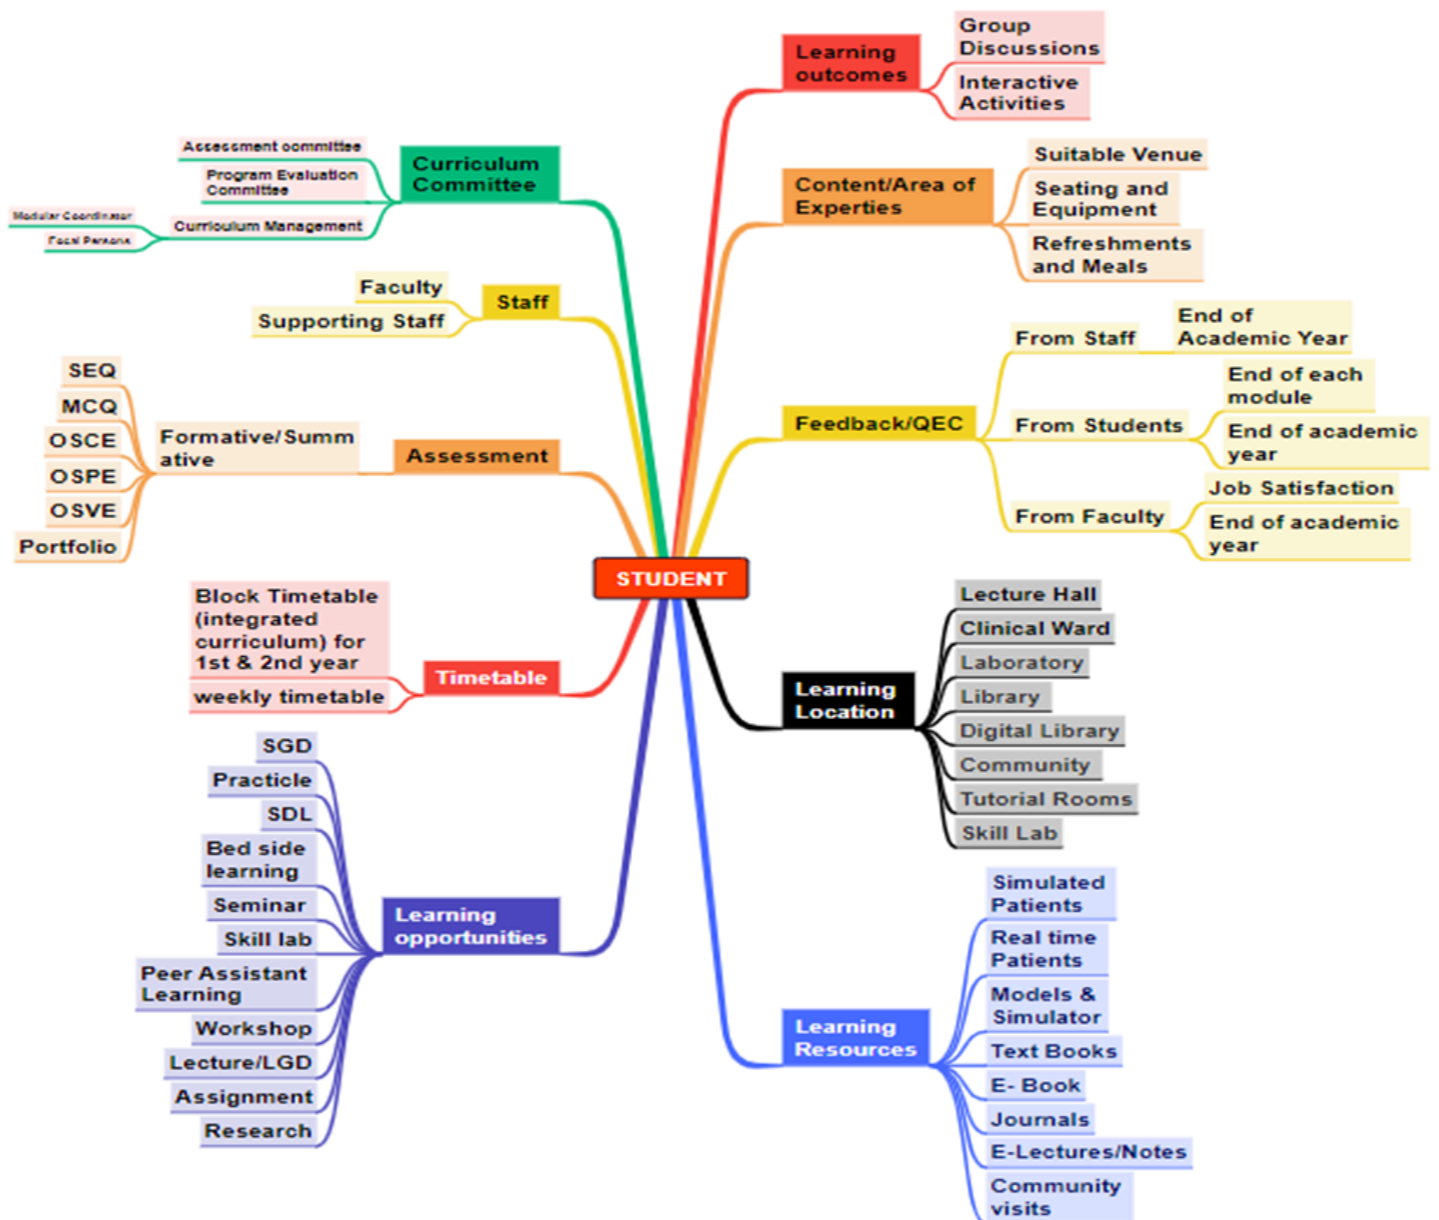 Learning
outcomes
Group
Discussions
Interactive
Activities
Content/Area of
Experties
Suitable Venue
Seating and
Equipment
Refreshments
and Meals
Feedback/QEC
From Staff
End of
Academic Year
From Students
End of each
module
End of academic
year
From Faculty
Job Satisfaction
End of academic
year
Learning
Location
Lecture Hall
Clinical Ward
Laboratory
Library
Digital Library
Community
Tutorial Rooms
Skill Lab
Learning
Resources
Simulated
Patients
Real time
Patients
Models &
Simulator
Text Books
E- Book
Journals
E-Lectures/Notes
Community
visits
STUDENT
Curriculum
Committee
Assessment committee
Program Evaluation
Committee
Curriculum Management
Modular Coordinator
Focal Persons
Staff
Faculty
Supporting Staff
Assessment
Formative/Summ
ative
SEQ
MCQ
OSCE
OSPE
OSVE
Portfolio
Timetable
Block Timetable
(integrated
curriculum) for
1st & 2nd year
weekly timetable
Learning
opportunities
SGD
Practicle
SDL
Bed side
learning
Seminar
Skill lab
Peer Assistant
Learning
Workshop
Lecture/LGD
Assignment
Research